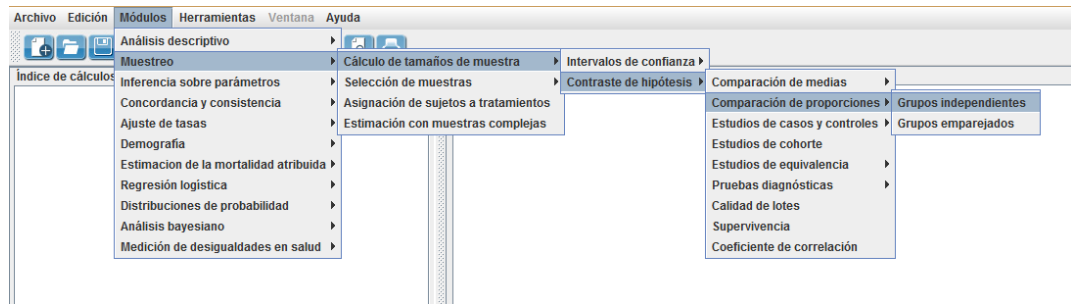 Archivo Edición Módulos Herramientas Ventana Ayuda
Índice de cálculos
Análisis descriptivo
Muestreo
Inferencia sobre parámetros
Concordancia y consistencia
Ajuste de tasas
Demografía
Estimacion de la mortalidad atribuida
Regresión logística
Distribuciones de probabilidad
Análisis bayesiano
Medición de desigualdades en salud
Cálculo de tamaños de muestra
Selección de muestras
Asignación de sujetos a tratamientos
Estimación con muestras complejas
Intervalos de confianza
Contraste de hipótesis
Comparación de medias
Comparación de proporciones
Estudios de casos y controles
Estudios de cohorte
Estudios de equivalencia
Pruebas diagnósticas
Calidad de lotes
Supervivencia
Coeficiente de correlación
Grupos independientes
Grupos emparejados